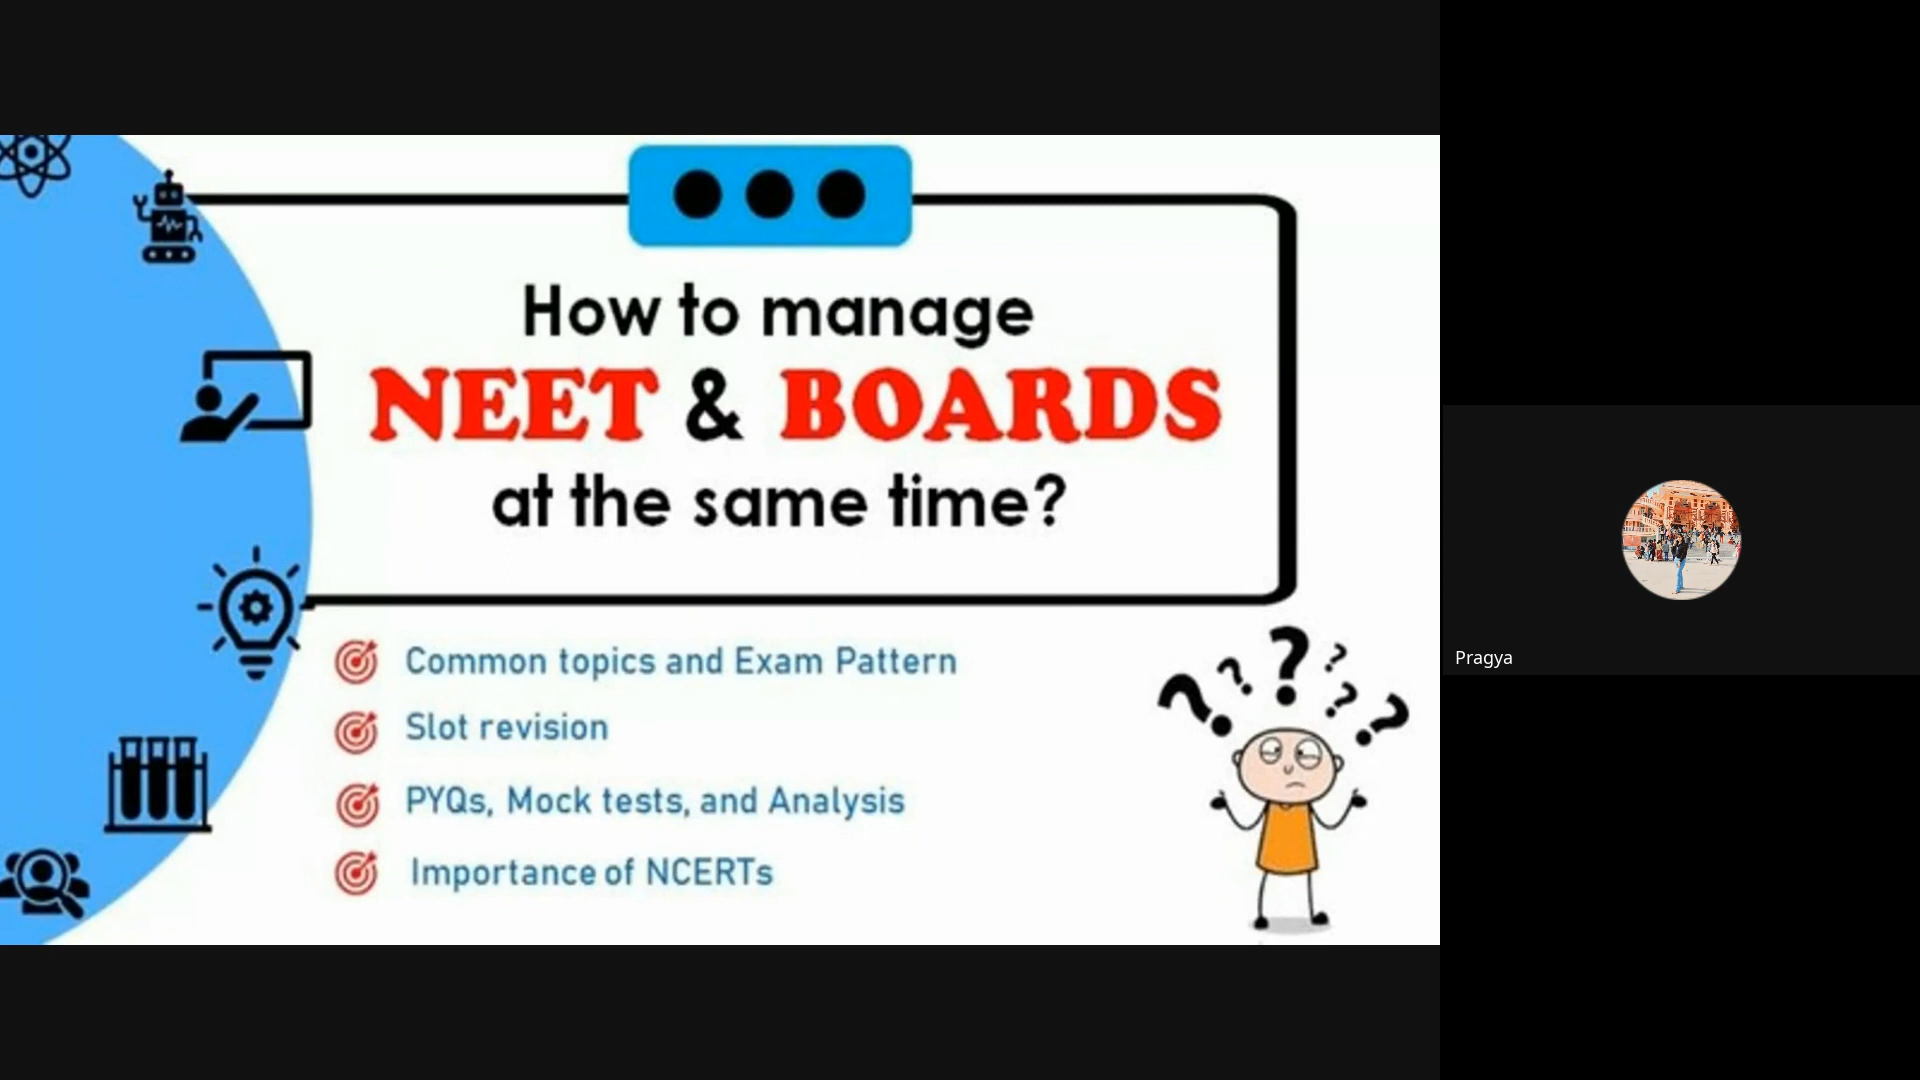 How to manage
NEET & BOARDS
at the same time?
Common topics and Exam Pattern
Slot revision
PYQs, Mock tests, and Analysis
Importance of NCERTs
? ? ? ? ? ?
Pragya